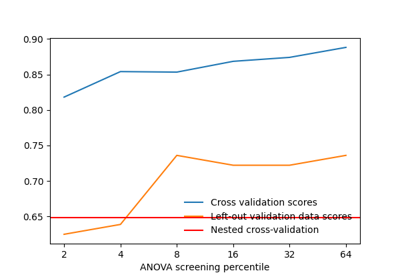 0.90
0.85
0.80
0.75
0.70
0.65
Cross validation scores
Left-out validation data scores
Nested cross-validation
2 4 8 16 32 64
ANOVA screening percentile